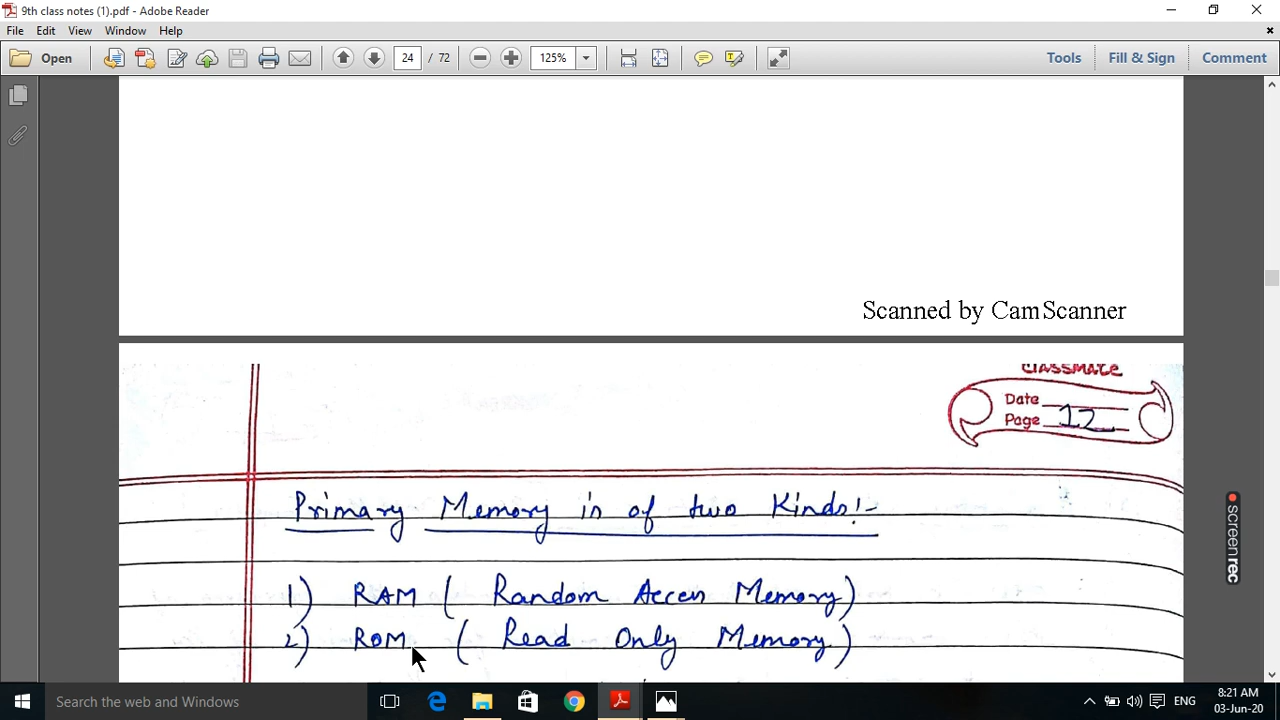 9th class notes (1).pdf - Adobe Reader
File Edit View Window Help
Open 24 / 72 125% Tools Fill & Sign Comment
Scanned by CamScanner
classmate
Date
Page 12
Primary Memory is of two Kinds:-
1) RAM ( Random Access Memory)
2) ROM ( Read Only Memory)
screenrec
Search the web and Windows
ENG
8:21 AM
03-Jun-20